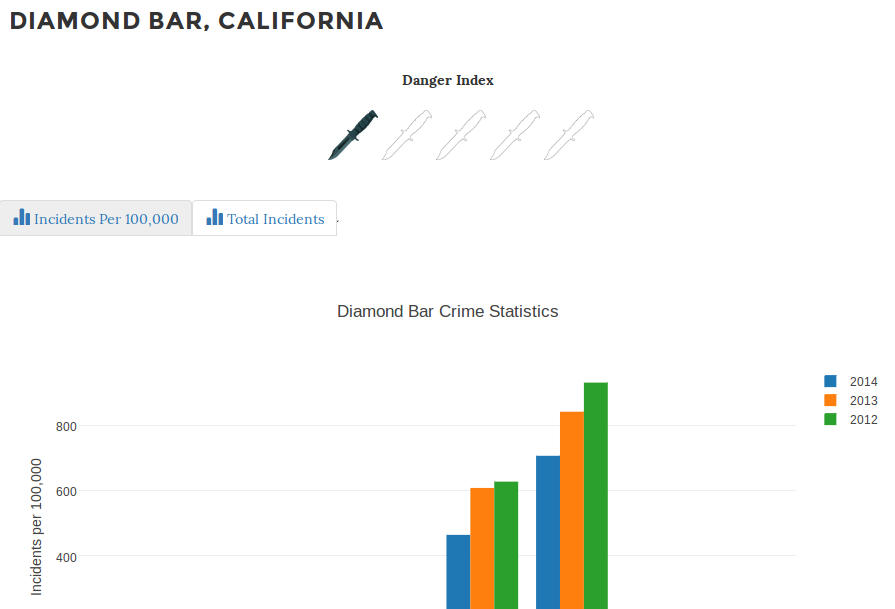 DIAMOND BAR, CALIFORNIA
Danger Index
Incidents Per 100,000
Total Incidents
Diamond Bar Crime Statistics
2014
2013
2012
800
600
400
Incidents per 100,000